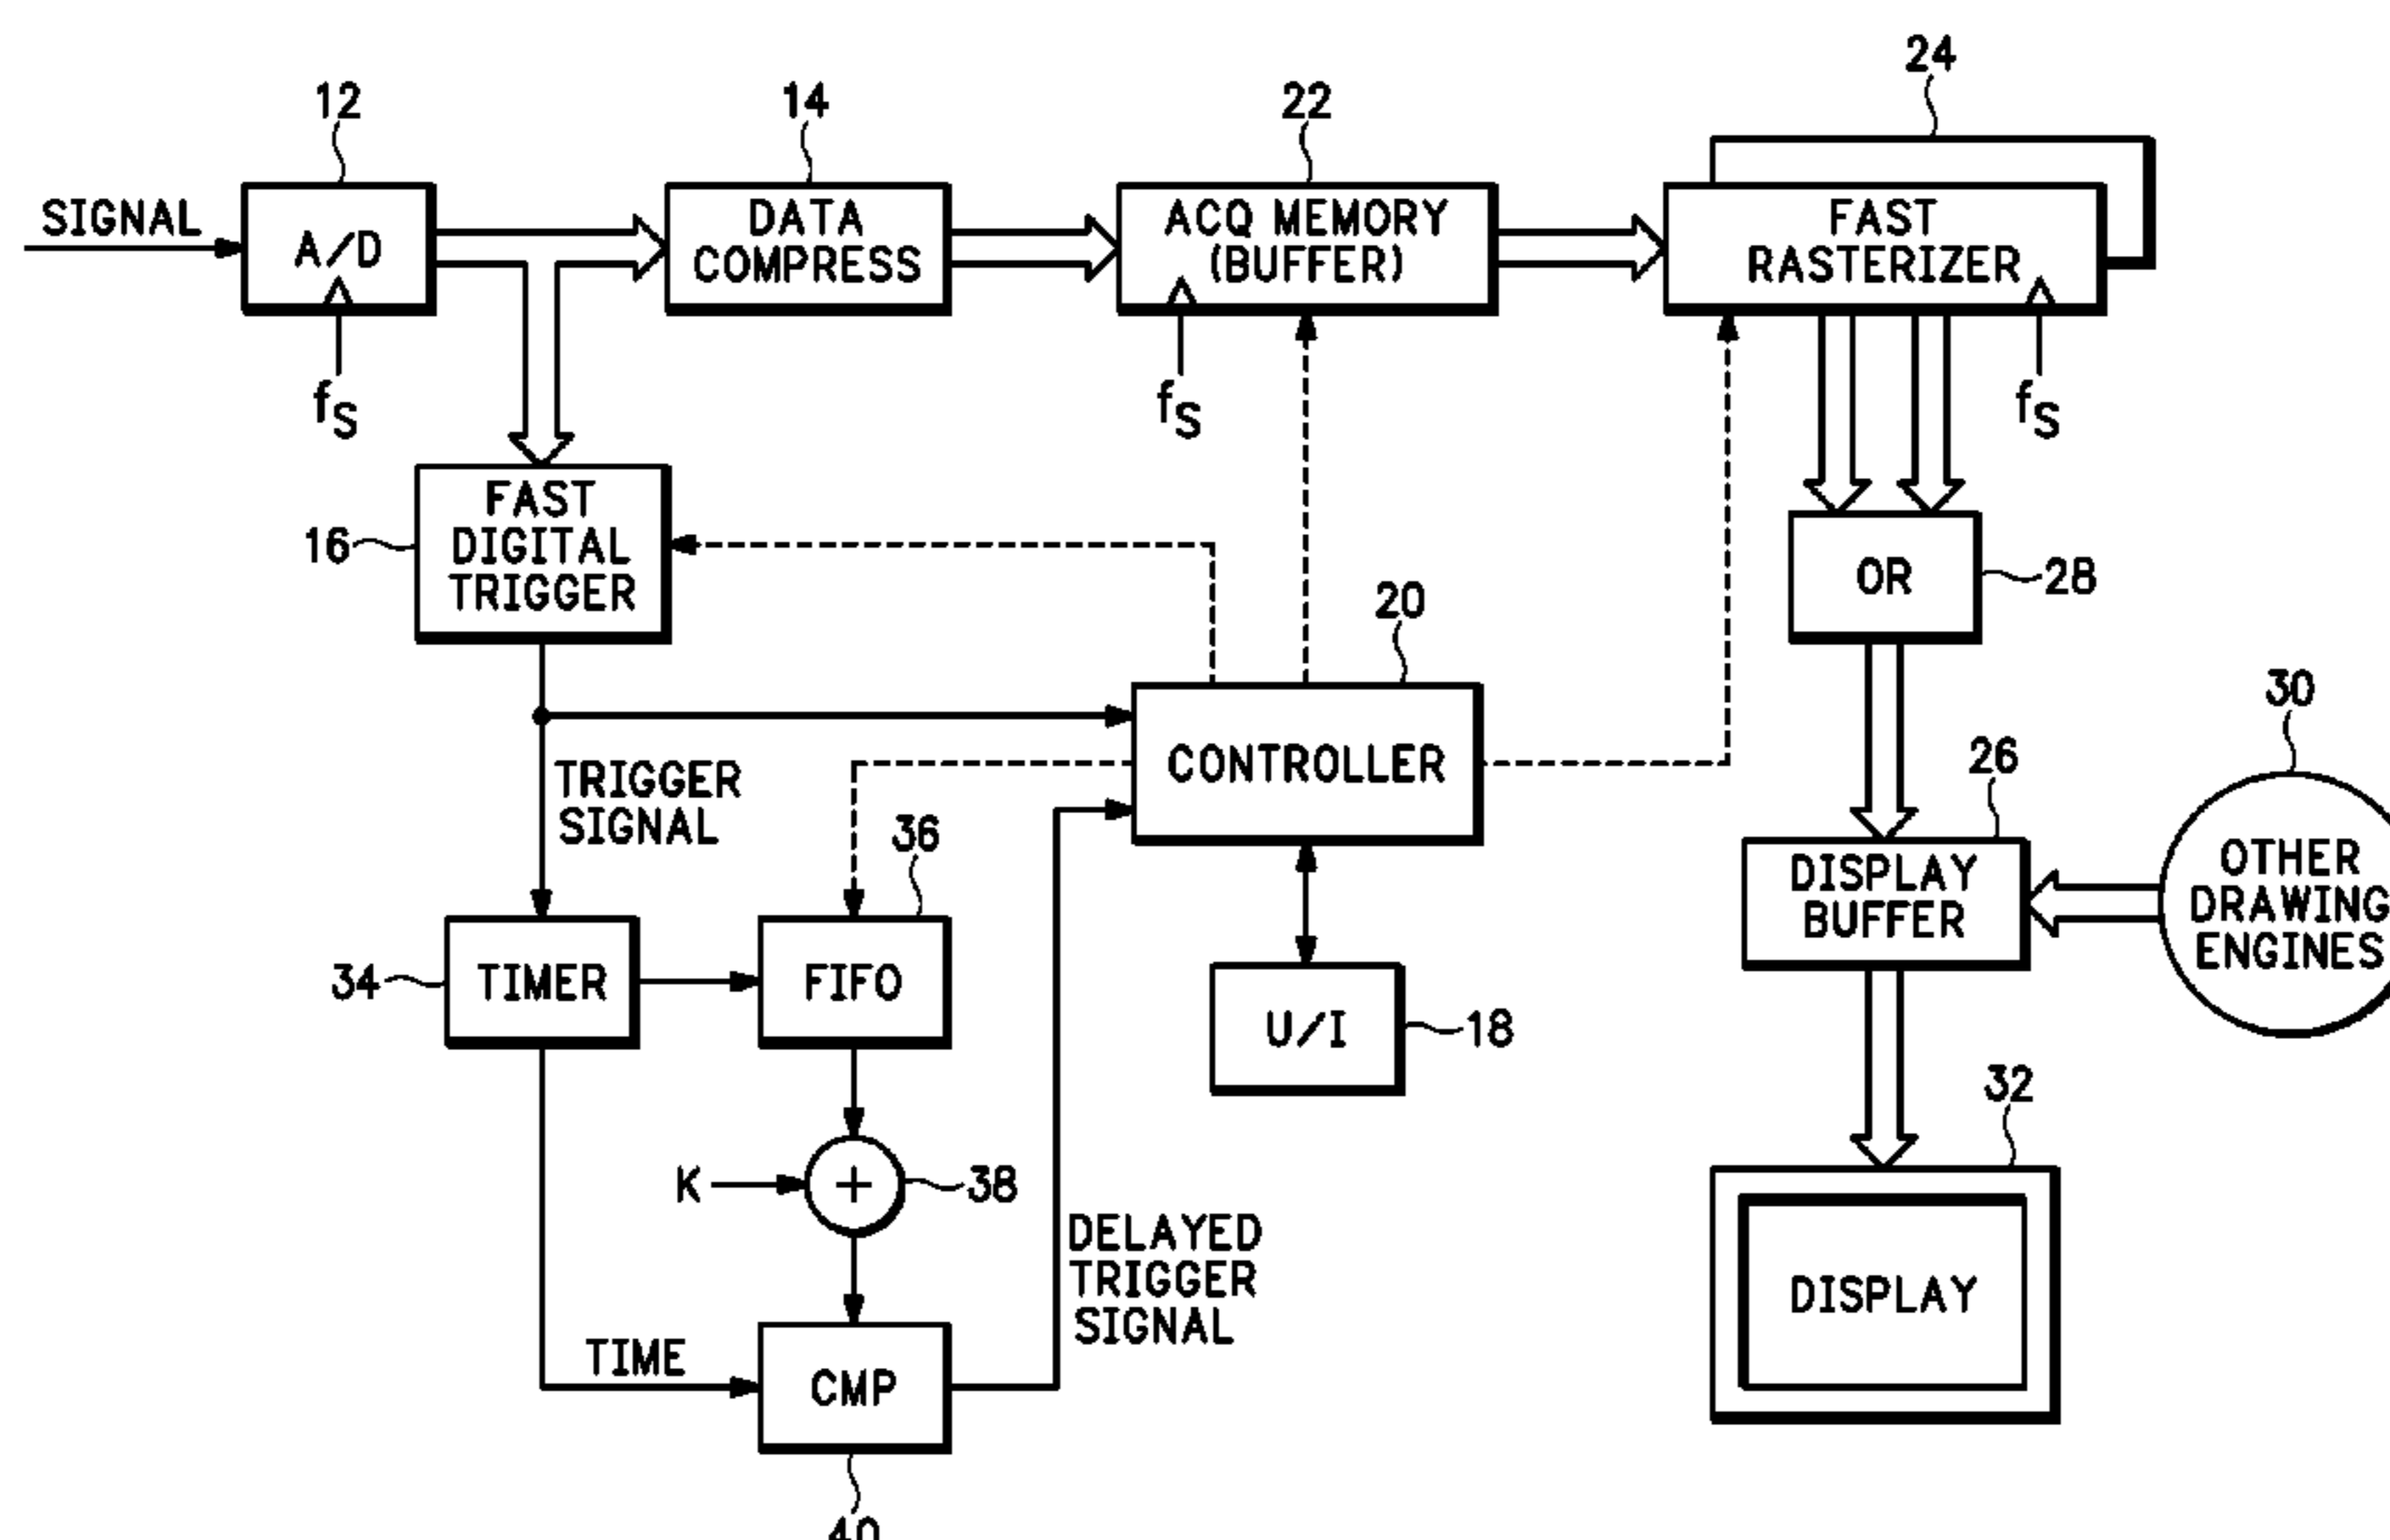 24
12
14
22
SIGNAL
A/D
DATA
COMPRESS
ACQ MEMORY
(BUFFER)
FAST
RASTERIZER
fS
fS
fS
16
FAST
DIGITAL
TRIGGER
OR
28
20
CONTROLLER
30
TRIGGER
SIGNAL
36
26
DISPLAY
BUFFER
OTHER
DRAWING
ENGINES
34
TIMER
FIFO
U/I
18
32
K
+
38
DELAYED
TRIGGER
SIGNAL
DISPLAY
TIME
CMP
40